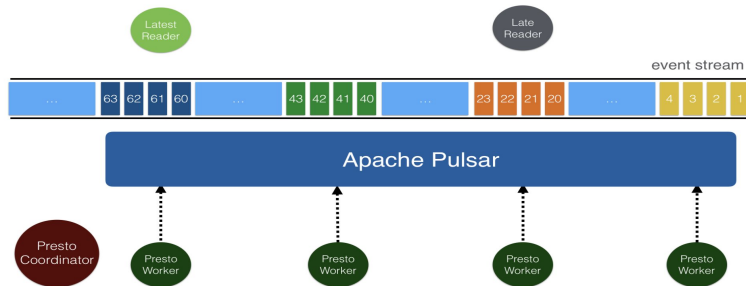 Latest
Reader
Late
Reader
event stream
... 63 62 61 60 ... 43 42 41 40 ... 23 22 21 20 ... 4 3 2 1
Apache Pulsar
Presto
Coordinator
Presto
Worker
Presto
Worker
Presto
Worker
Presto
Worker